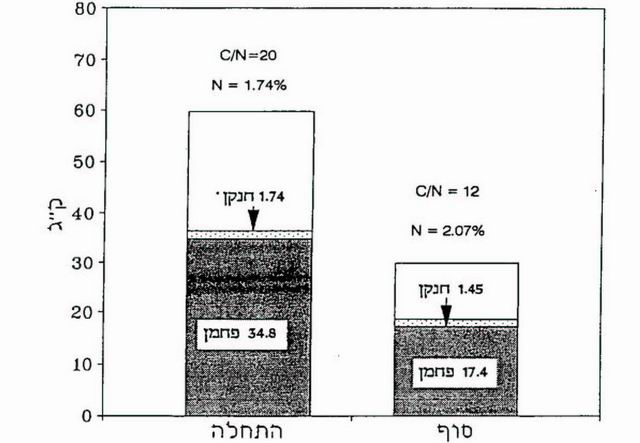 80
70
60
50
40
30
20
10
0
ק״ג
C/N=20
N = 1.74%
חנקן 1.74
פחמן 34.8
C/N = 12
N = 2.07%
חנקן 1.45
פחמן 17.4
התחלה
סוף